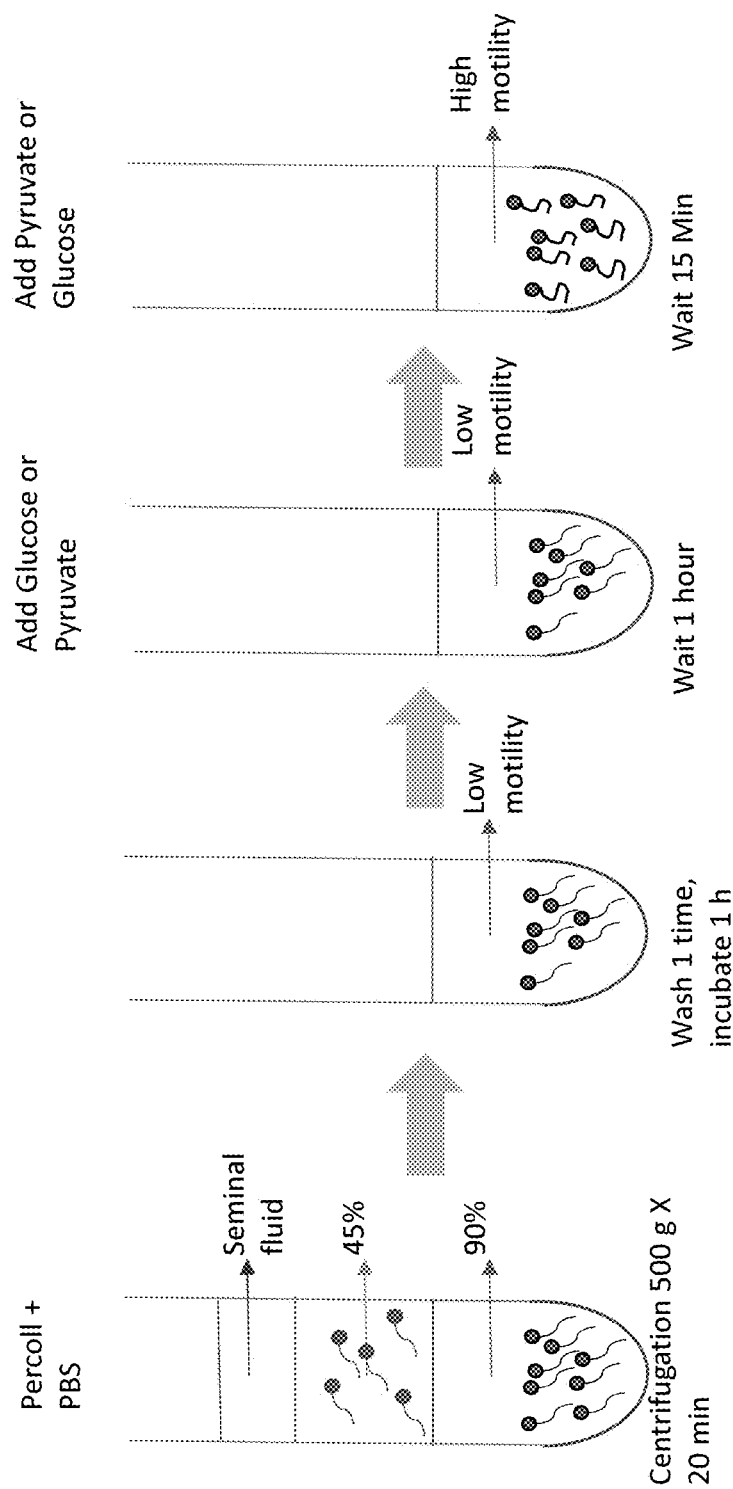 Percoll +
PBS
Seminal
fluid
45%
90%
Centrifugation 500 g X
20 min
Low
motility
Wash 1 time,
incubate 1 h
Add Glucose or
Pyruvate
Low
motility
Wait 1 hour
Add Pyruvate or
Glucose
High
motility
Wait 15 Min